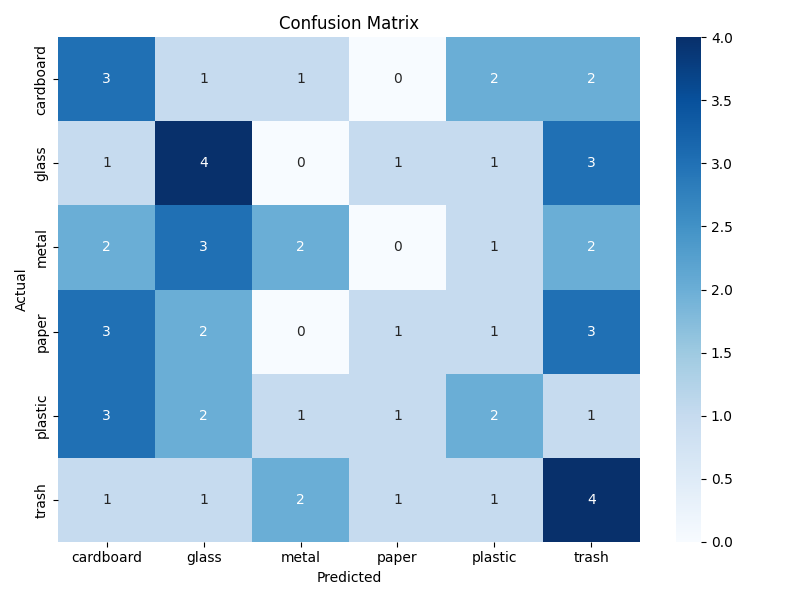 Confusion Matrix
Actual
cardboard 3 1 1 0 2 2
glass 1 4 0 1 1 3
metal 2 3 2 0 1 2
paper 3 2 0 1 1 3
plastic 3 2 1 1 2 1
trash 1 1 2 1 1 4
cardboard glass metal paper plastic trash
Predicted
4.0
3.5
3.0
2.5
2.0
1.5
1.0
0.5
0.0